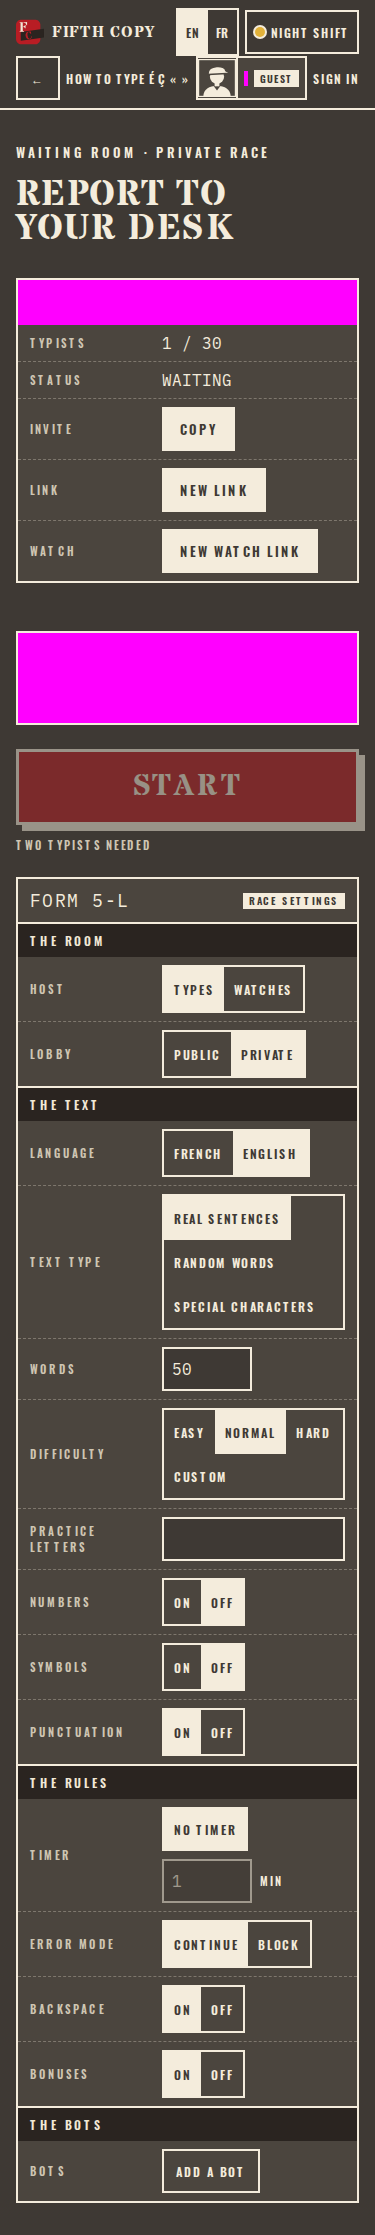 FIFTH COPY
EN FR
NIGHT SHIFT
←
HOW TO TYPE É Ç « »
GUEST
SIGN IN
WAITING ROOM · PRIVATE RACE
REPORT TO
YOUR DESK
TYPISTS 1 / 30
STATUS WAITING
INVITE COPY
LINK NEW LINK
WATCH NEW WATCH LINK
START
TWO TYPISTS NEEDED
FORM 5-L RACE SETTINGS
THE ROOM
HOST TYPES WATCHES
LOBBY PUBLIC PRIVATE
THE TEXT
LANGUAGE FRENCH ENGLISH
REAL SENTENCES
TEXT TYPE RANDOM WORDS
SPECIAL CHARACTERS
WORDS 50
EASY NORMAL HARD
DIFFICULTY
CUSTOM
PRACTICE
LETTERS
NUMBERS ON OFF
SYMBOLS ON OFF
PUNCTUATION ON OFF
THE RULES
NO TIMER
TIMER
1 MIN
ERROR MODE CONTINUE BLOCK
BACKSPACE ON OFF
BONUSES ON OFF
THE BOTS
BOTS ADD A BOT